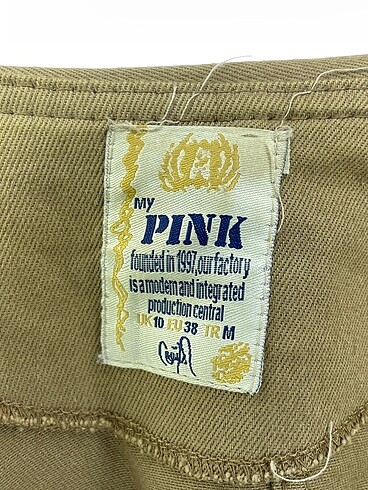 My
PINK
founded in 1997,our factory
is a modern and integrated
production central
UK 10 EU 38 TR M